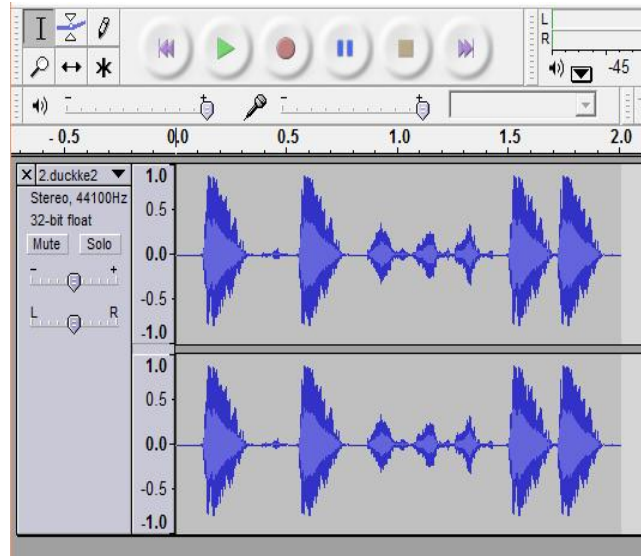 L
R
-45
- +
- +
- 0.5 0.0 0.5 1.0 1.5 2.0
X 2.duckke2
Stereo, 44100Hz
32-bit float
Mute Solo
- +
L R
1.0
0.5
0.0
-0.5
-1.0
1.0
0.5
0.0
-0.5
-1.0